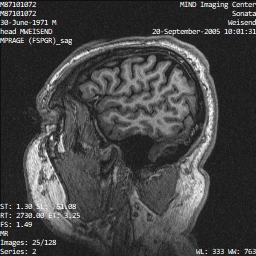 M87101072
M87101072
30-June-1971 M
head MWEISEND
MPRAGE (FSPGR)_sag
MIND Imaging Center
Sonata
Weisend
20-September-2005 10:01:31
ST: 1.30 SL: 51.08
RT: 2730.00 ET: 3.25
FS: 1.49
MR
Images: 25/128
Series: 2
WL: 333 WW: 763